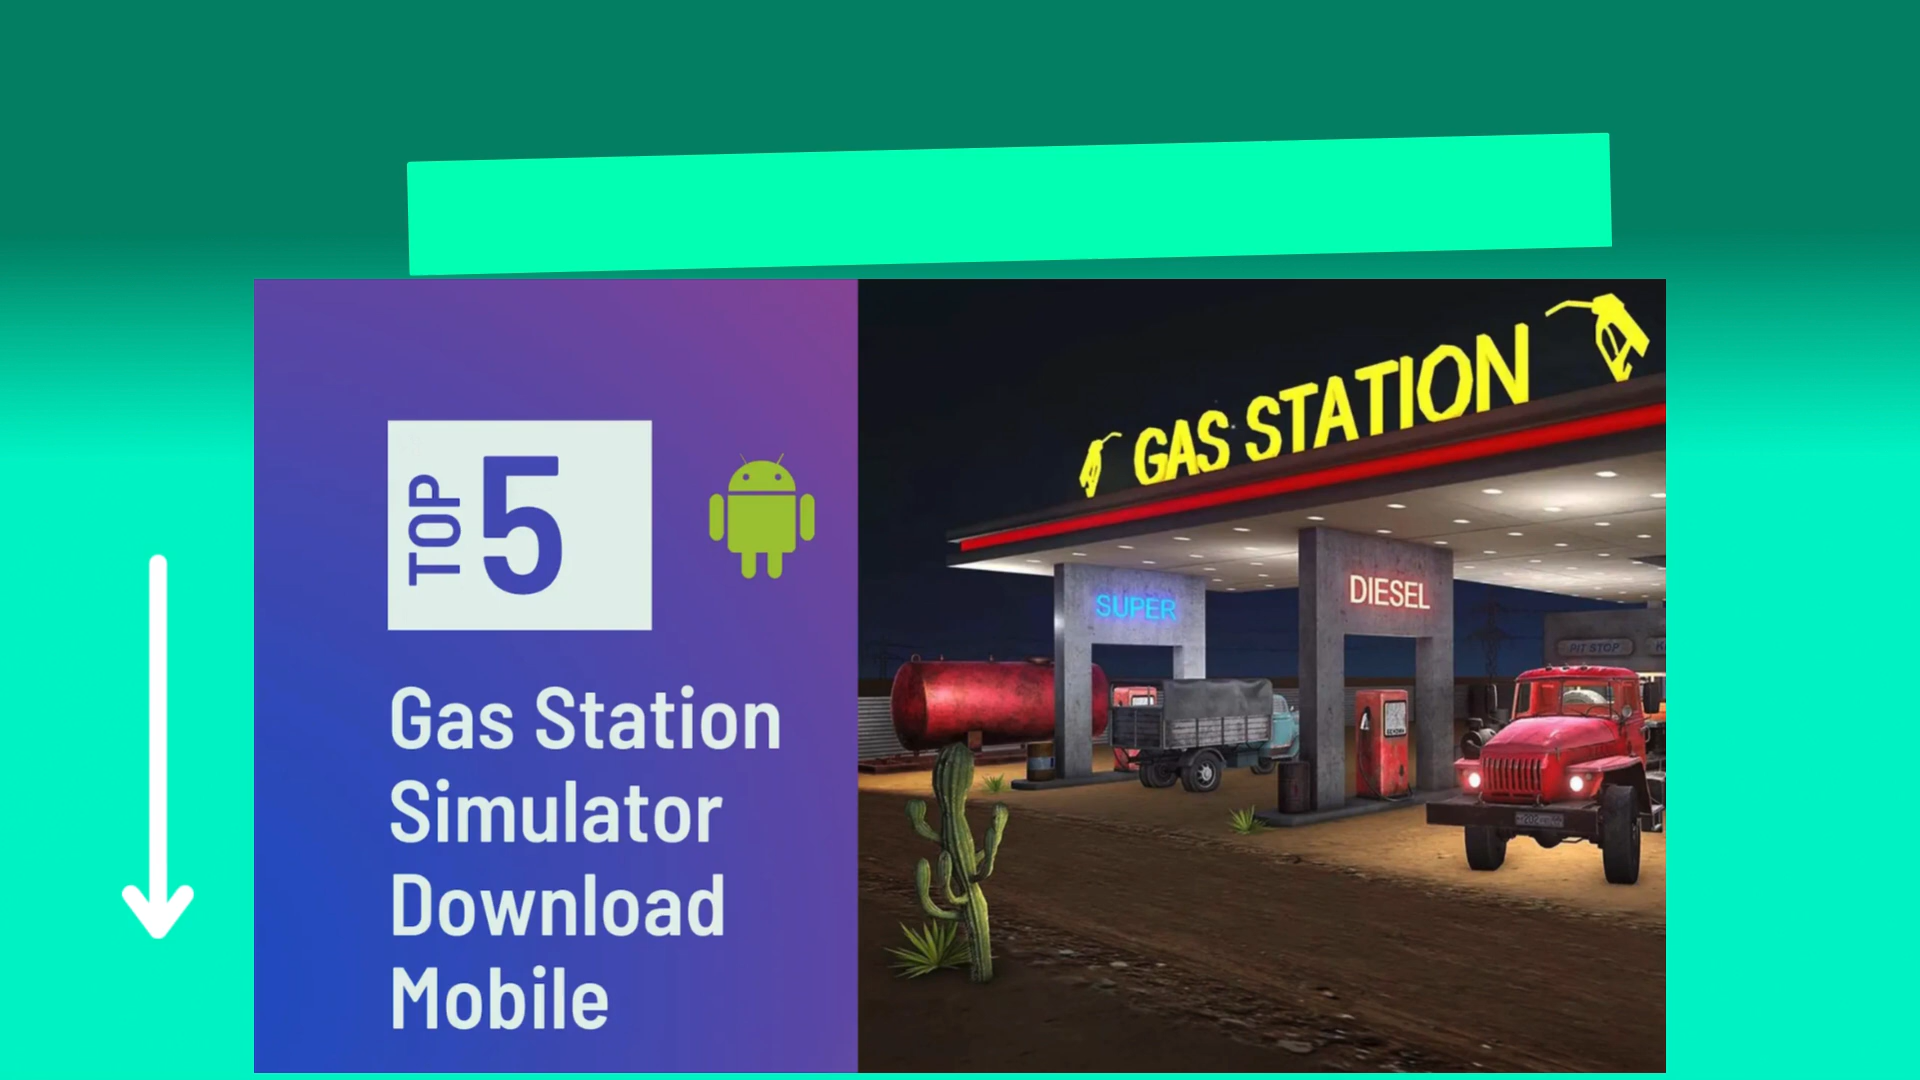 TOP 5
Gas Station
Simulator
Download
Mobile
GAS STATION
SUPER
DIESEL
PIT STOP